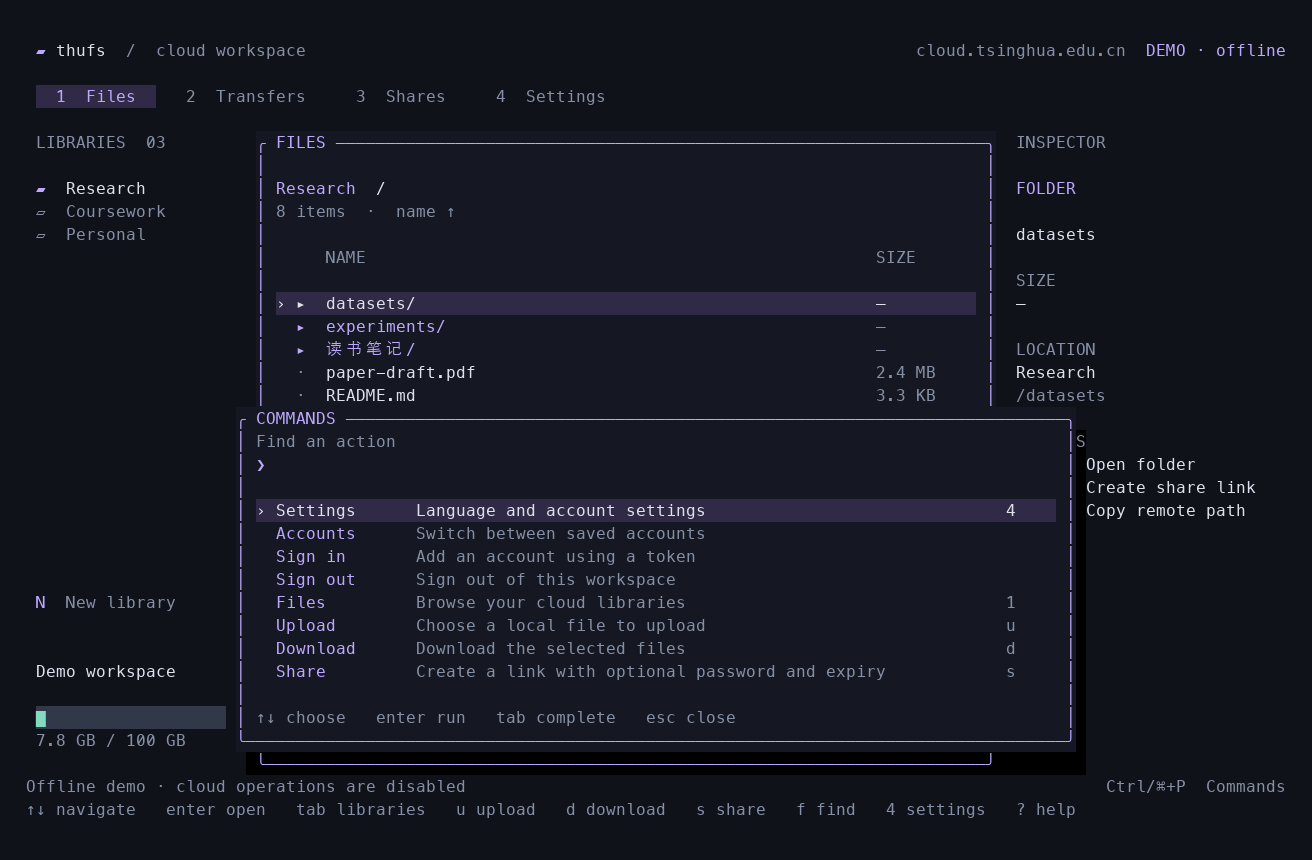 ▰ thufs / cloud workspace cloud.tsinghua.edu.cn DEMO · offline
1 Files 2 Transfers 3 Shares 4 Settings
LIBRARIES 03
▰ Research
▱ Coursework
▱ Personal
N New library
Demo workspace
7.8 GB / 100 GB
FILES
Research /
8 items · name ↑
NAME SIZE
› ▸ datasets/ —
▸ experiments/ —
▸ 读书笔记/ —
· paper-draft.pdf 2.4 MB
· README.md 3.3 KB
INSPECTOR
FOLDER
datasets
SIZE
—
LOCATION
Research
/datasets
S
Open folder
Create share link
Copy remote path
COMMANDS
Find an action
❯
› Settings Language and account settings 4
Accounts Switch between saved accounts
Sign in Add an account using a token
Sign out Sign out of this workspace
Files Browse your cloud libraries 1
Upload Choose a local file to upload u
Download Download the selected files d
Share Create a link with optional password and expiry s
↑↓ choose enter run tab complete esc close
Offline demo · cloud operations are disabled Ctrl/⌘+P Commands
↑↓ navigate enter open tab libraries u upload d download s share f find 4 settings ? help